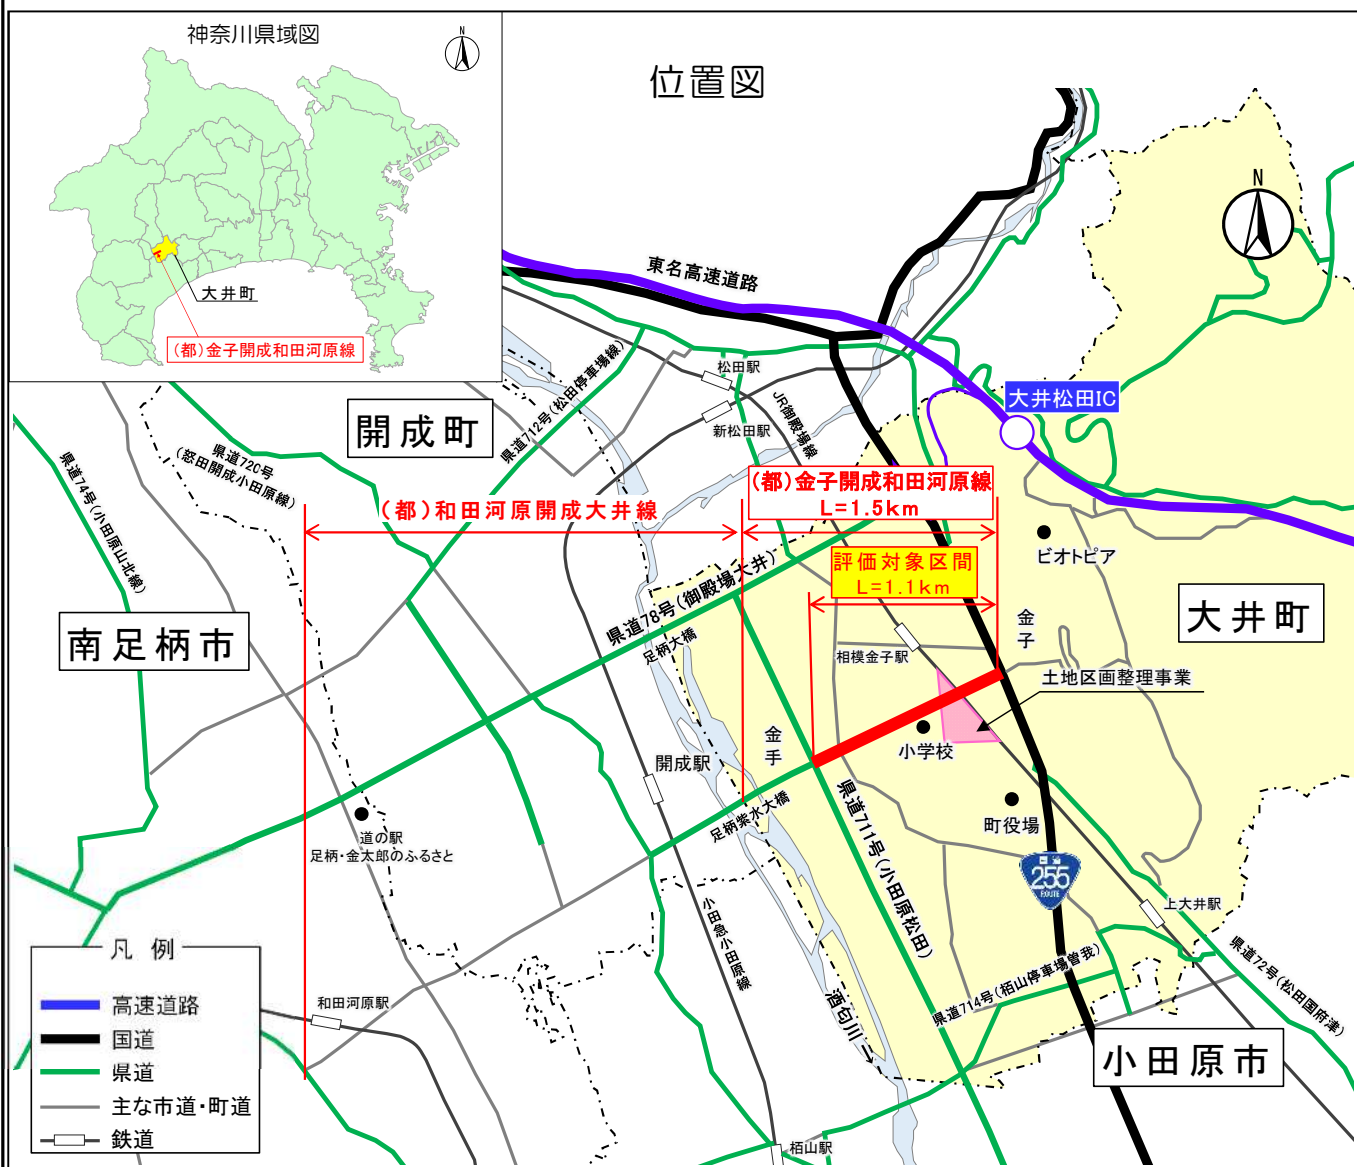 神奈川県域図
N
大井町
(都)金子開成和田河原線
位置図
N
東名高速道路
大井松田IC
松田駅
新松田駅
JR御殿場線
開成町
県道712号(松田停車場線)
県道720号
(怒田開成小田原線)
県道74号(小田原山北線)
(都)和田河原開成大井線
(都)金子開成和田河原線
L=1.5km
評価対象区間
L=1.1km
ビオトピア
大井町
南足柄市
県道78号(御殿場大井)
足柄大橋
相模金子駅
金子
土地区画整理事業
小学校
金手
開成駅
足柄紫水大橋
県道711号(小田原松田)
町役場
国道
255
ROUTE
道の駅
足柄・金太郎のふるさと
小田急小田原線
上大井駅
県道72号(松田国府津)
県道714号(栢山停車場曽我)
酒匂川
和田河原駅
小田原市
栢山駅
凡例
高速道路
国道
県道
主な市道・町道
鉄道